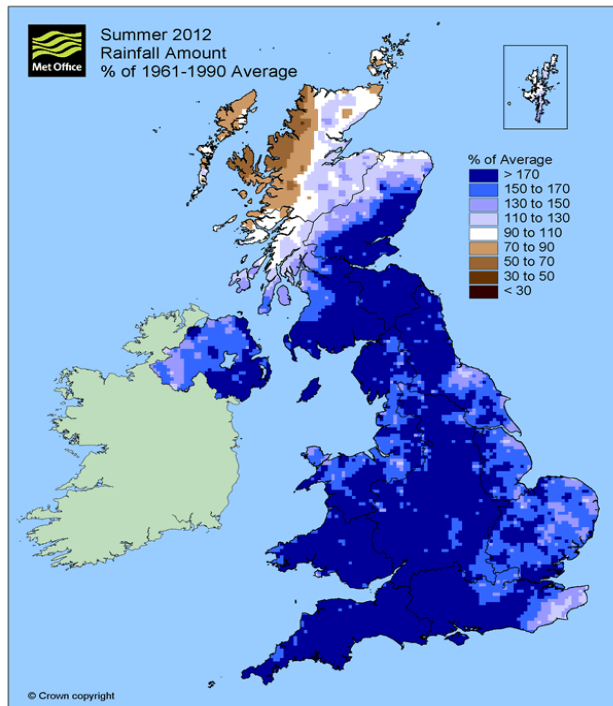 Met Office
Summer 2012
Rainfall Amount
% of 1961-1990 Average
% of Average
> 170
150 to 170
130 to 150
110 to 130
90 to 110
70 to 90
50 to 70
30 to 50
< 30
© Crown copyright